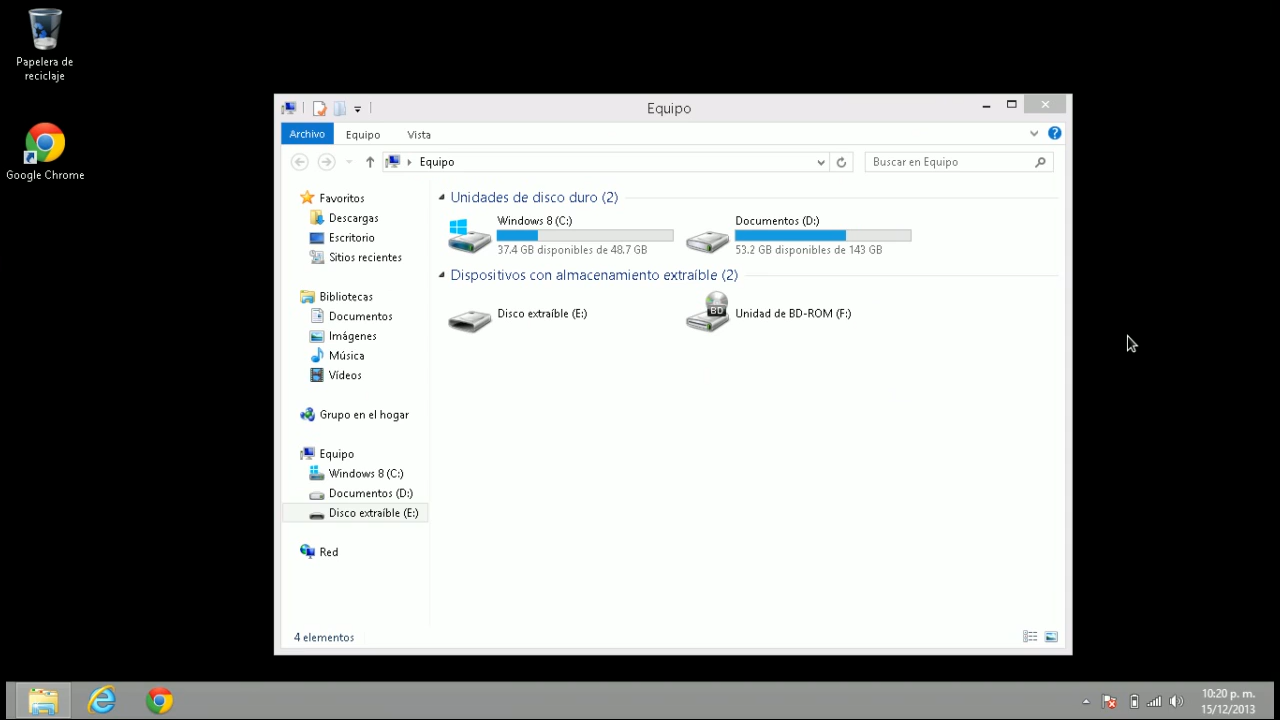 Papelera de
reciclaje
Google Chrome
Equipo
Archivo Equipo Vista
Equipo
Buscar en Equipo
Favoritos
Descargas
Escritorio
Sitios recientes
Bibliotecas
Documentos
Imágenes
Música
Vídeos
Grupo en el hogar
Equipo
Windows 8 (C:)
Documentos (D:)
Disco extraíble (E:)
Red
Unidades de disco duro (2)
Windows 8 (C:)
37.4 GB disponibles de 48.7 GB
Documentos (D:)
53.2 GB disponibles de 143 GB
Dispositivos con almacenamiento extraíble (2)
Disco extraíble (E:)
BD
Unidad de BD-ROM (F:)
4 elementos
10:20 p. m.
15/12/2013